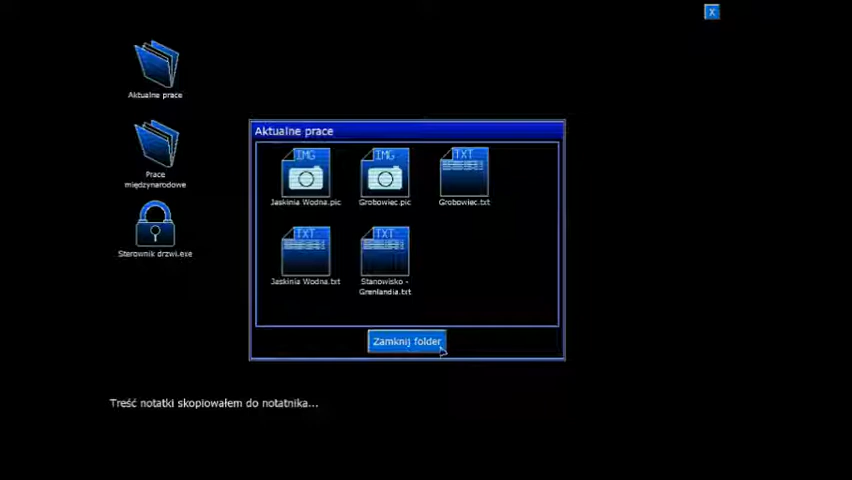 X
Aktualne prace
Aktualne prace
IMG
IMG
TXT
Jaskinia Wodna.pic
Grobowiec.pic
Grobowiec.txt
Prace
międzynarodowe
TXT
TXT
Sterownik drzwi.exe
Jaskinia Wodna.txt
Stanowisko -
Grenlandia.txt
Zamknij folder
Treść notatki skopiowałem do notatnika...